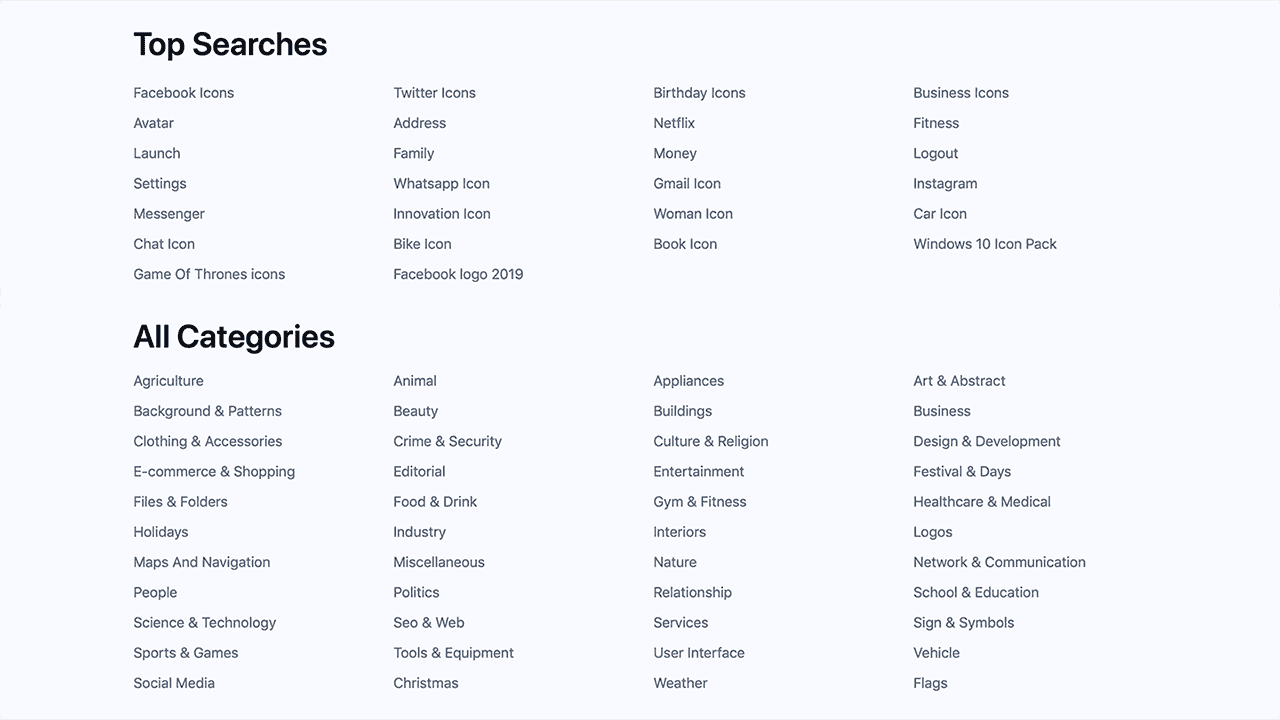 Top Searches
Facebook Icons Twitter Icons Birthday Icons Business Icons
Avatar Address Netflix Fitness
Launch Family Money Logout
Settings Whatsapp Icon Gmail Icon Instagram
Messenger Innovation Icon Woman Icon Car Icon
Chat Icon Bike Icon Book Icon Windows 10 Icon Pack
Game Of Thrones icons Facebook logo 2019
All Categories
Agriculture Animal Appliances Art & Abstract
Background & Patterns Beauty Buildings Business
Clothing & Accessories Crime & Security Culture & Religion Design & Development
E-commerce & Shopping Editorial Entertainment Festival & Days
Files & Folders Food & Drink Gym & Fitness Healthcare & Medical
Holidays Industry Interiors Logos
Maps And Navigation Miscellaneous Nature Network & Communication
People Politics Relationship School & Education
Science & Technology Seo & Web Services Sign & Symbols
Sports & Games Tools & Equipment User Interface Vehicle
Social Media Christmas Weather Flags